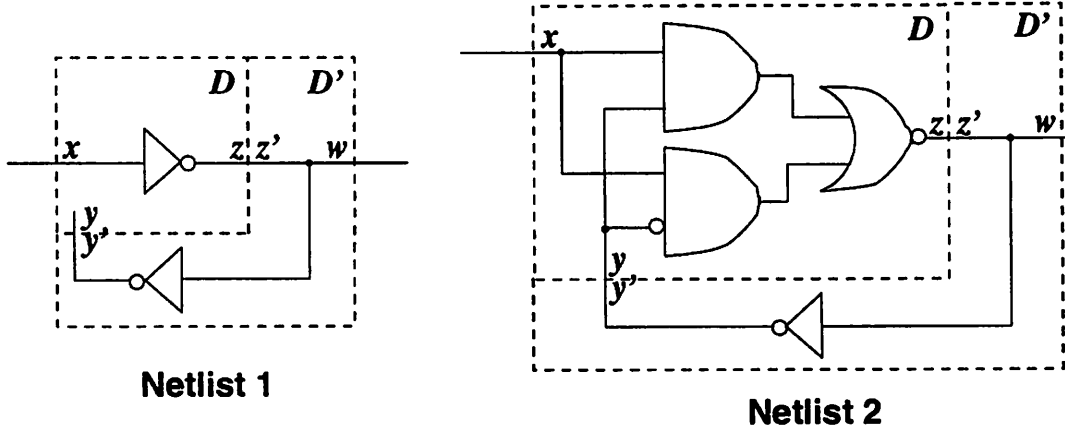 D D'
x z z' w
y
y'
Netlist 1
x D D'
z z' w
y
y'
Netlist 2